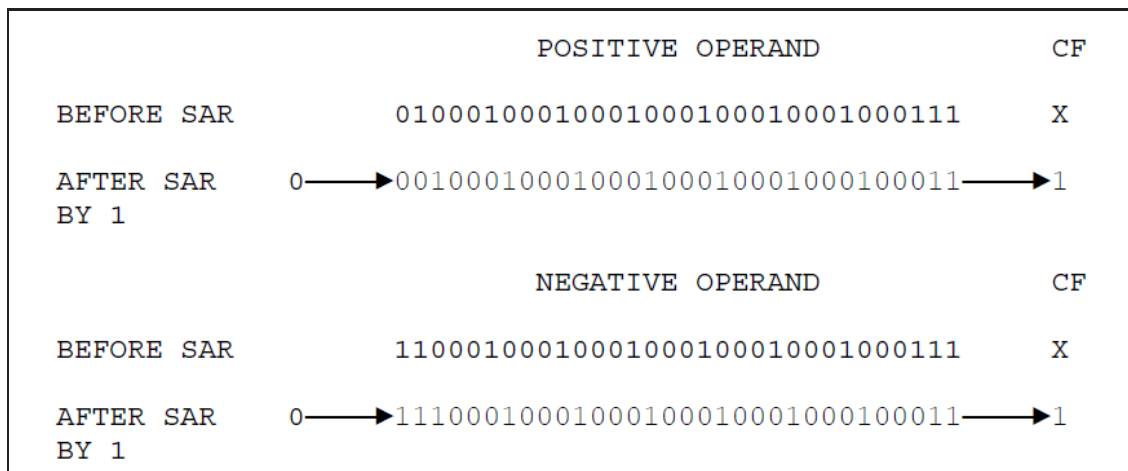 POSITIVE OPERAND CF
BEFORE SAR 01000100010001000100010001000111 X
AFTER SAR 0 00100010001000100010001000100011 1
BY 1
NEGATIVE OPERAND CF
BEFORE SAR 11000100010001000100010001000111 X
AFTER SAR 0 11100010001000100010001000100011 1
BY 1